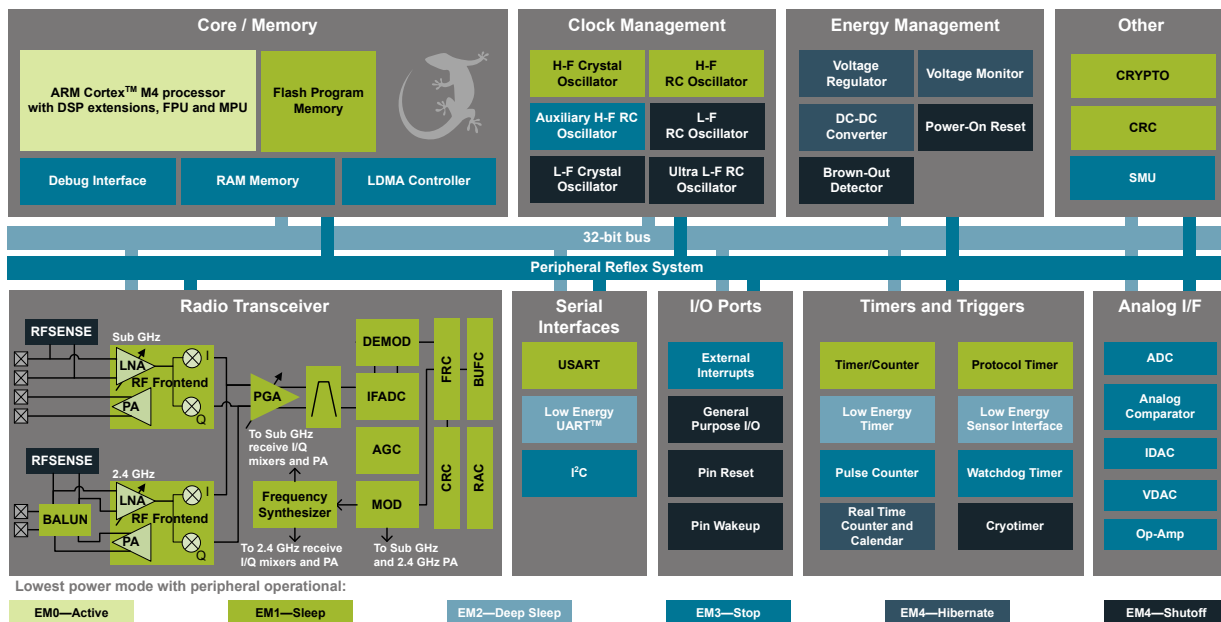 Core / Memory
ARM Cortex™ M4 processor
with DSP extensions, FPU and MPU
Flash Program
Memory
Debug Interface
RAM Memory
LDMA Controller
Clock Management
H-F Crystal
Oscillator
H-F
RC Oscillator
Auxiliary H-F RC
Oscillator
L-F
RC Oscillator
L-F Crystal
Oscillator
Ultra L-F RC
Oscillator
Energy Management
Voltage
Regulator
Voltage Monitor
DC-DC
Converter
Power-On Reset
Brown-Out
Detector
Other
CRYPTO
CRC
SMU
32-bit bus
Peripheral Reflex System
Radio Transceiver
RFSENSE
Sub GHz
LNA
RF Frontend
PA
I
Q
RFSENSE
2.4 GHz
BALUN
LNA
RF Frontend
PA
I
Q
PGA
To Sub GHz
receive I/Q
mixers and PA
Frequency
Synthesizer
To 2.4 GHz receive
I/Q mixers and PA
DEMOD
IFADC
AGC
MOD
To Sub GHz
and 2.4 GHz PA
FRC
BUFC
CRC
RAC
Serial
Interfaces
USART
Low Energy
UART™
I²C
I/O Ports
External
Interrupts
General
Purpose I/O
Pin Reset
Pin Wakeup
Timers and Triggers
Timer/Counter
Protocol Timer
Low Energy
Timer
Low Energy
Sensor Interface
Pulse Counter
Watchdog Timer
Real Time
Counter and
Calendar
Cryotimer
Analog I/F
ADC
Analog
Comparator
IDAC
VDAC
Op-Amp
Lowest power mode with peripheral operational:
EM0—Active
EM1—Sleep
EM2—Deep Sleep
EM3—Stop
EM4—Hibernate
EM4—Shutoff